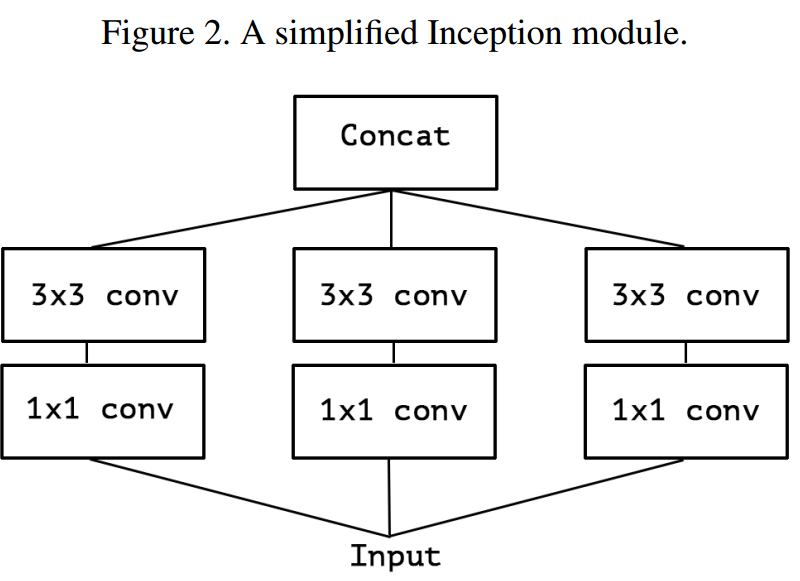 Figure 2. A simplified Inception module.
Concat
3x3 conv 3x3 conv 3x3 conv
1x1 conv 1x1 conv 1x1 conv
Input